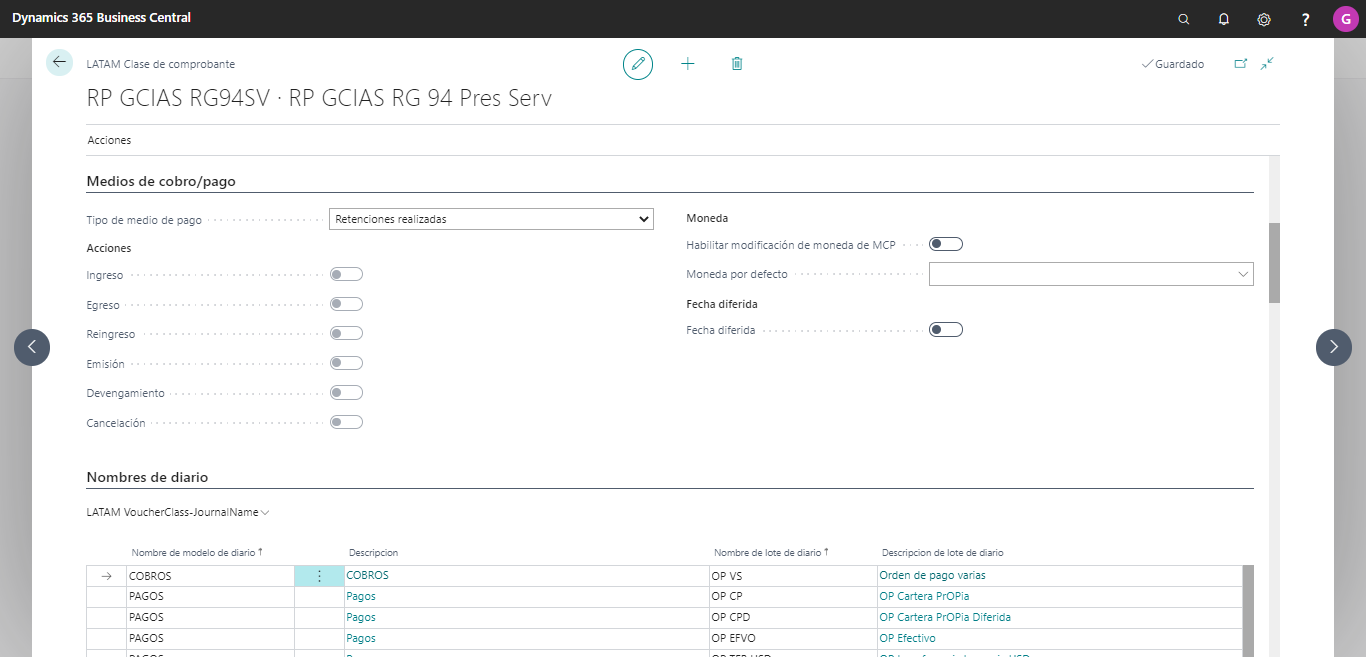 Dynamics 365 Business Central
?
G
LATAM Clase de comprobante
Guardado
RP GCIAS RG94SV · RP GCIAS RG 94 Pres Serv
Acciones
Medios de cobro/pago
Tipo de medio de pago
Retenciones realizadas
Acciones
Ingreso
Egreso
Reingreso
Emisión
Devengamiento
Cancelación
Moneda
Habilitar modificación de moneda de MCP
Moneda por defecto
Fecha diferida
Fecha diferida
Nombres de diario
LATAM VoucherClass-JournalName
Nombre de modelo de diario ↑ Descripcion Nombre de lote de diario ↑ Descripcion de lote de diario
COBROS COBROS OP VS Orden de pago varias
PAGOS Pagos OP CP OP Cartera PrOPia
PAGOS Pagos OP CPD OP Cartera PrOPia Diferida
PAGOS Pagos OP EFVO OP Efectivo